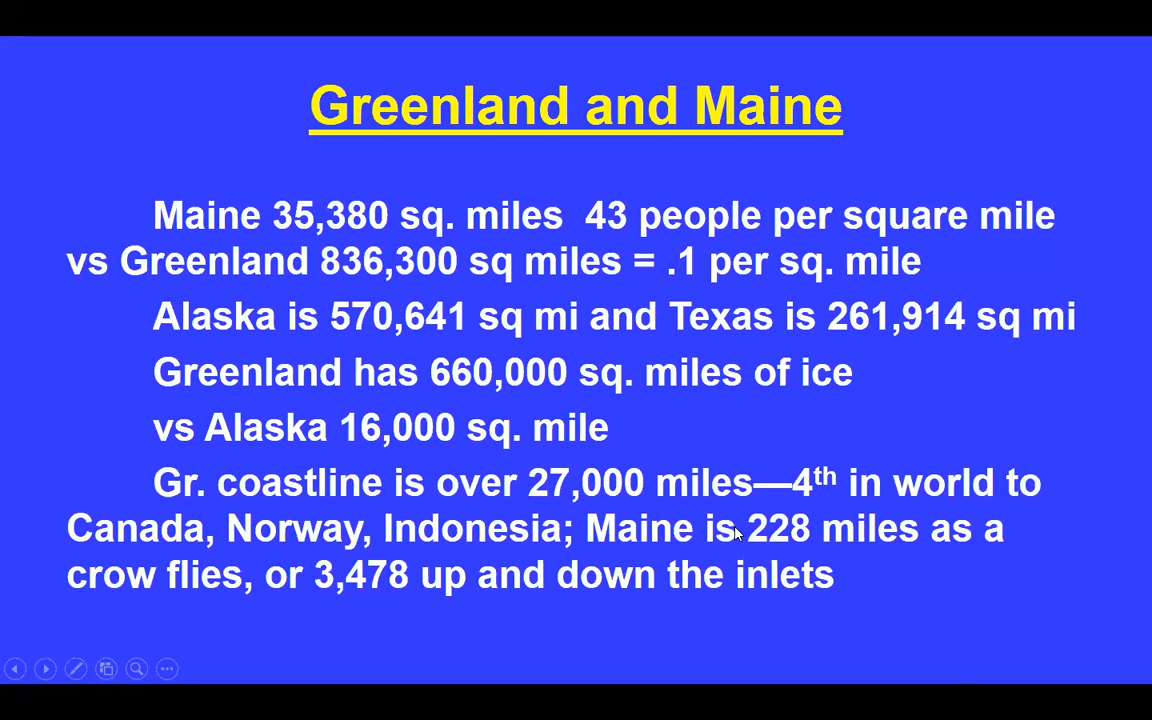 Greenland and Maine
Maine 35,380 sq. miles  43 people per square mile
vs Greenland 836,300 sq miles = .1 per sq. mile
Alaska is 570,641 sq mi and Texas is 261,914 sq mi
Greenland has 660,000 sq. miles of ice
vs Alaska 16,000 sq. mile
Gr. coastline is over 27,000 miles—4th in world to
Canada, Norway, Indonesia; Maine is 228 miles as a
crow flies, or 3,478 up and down the inlets